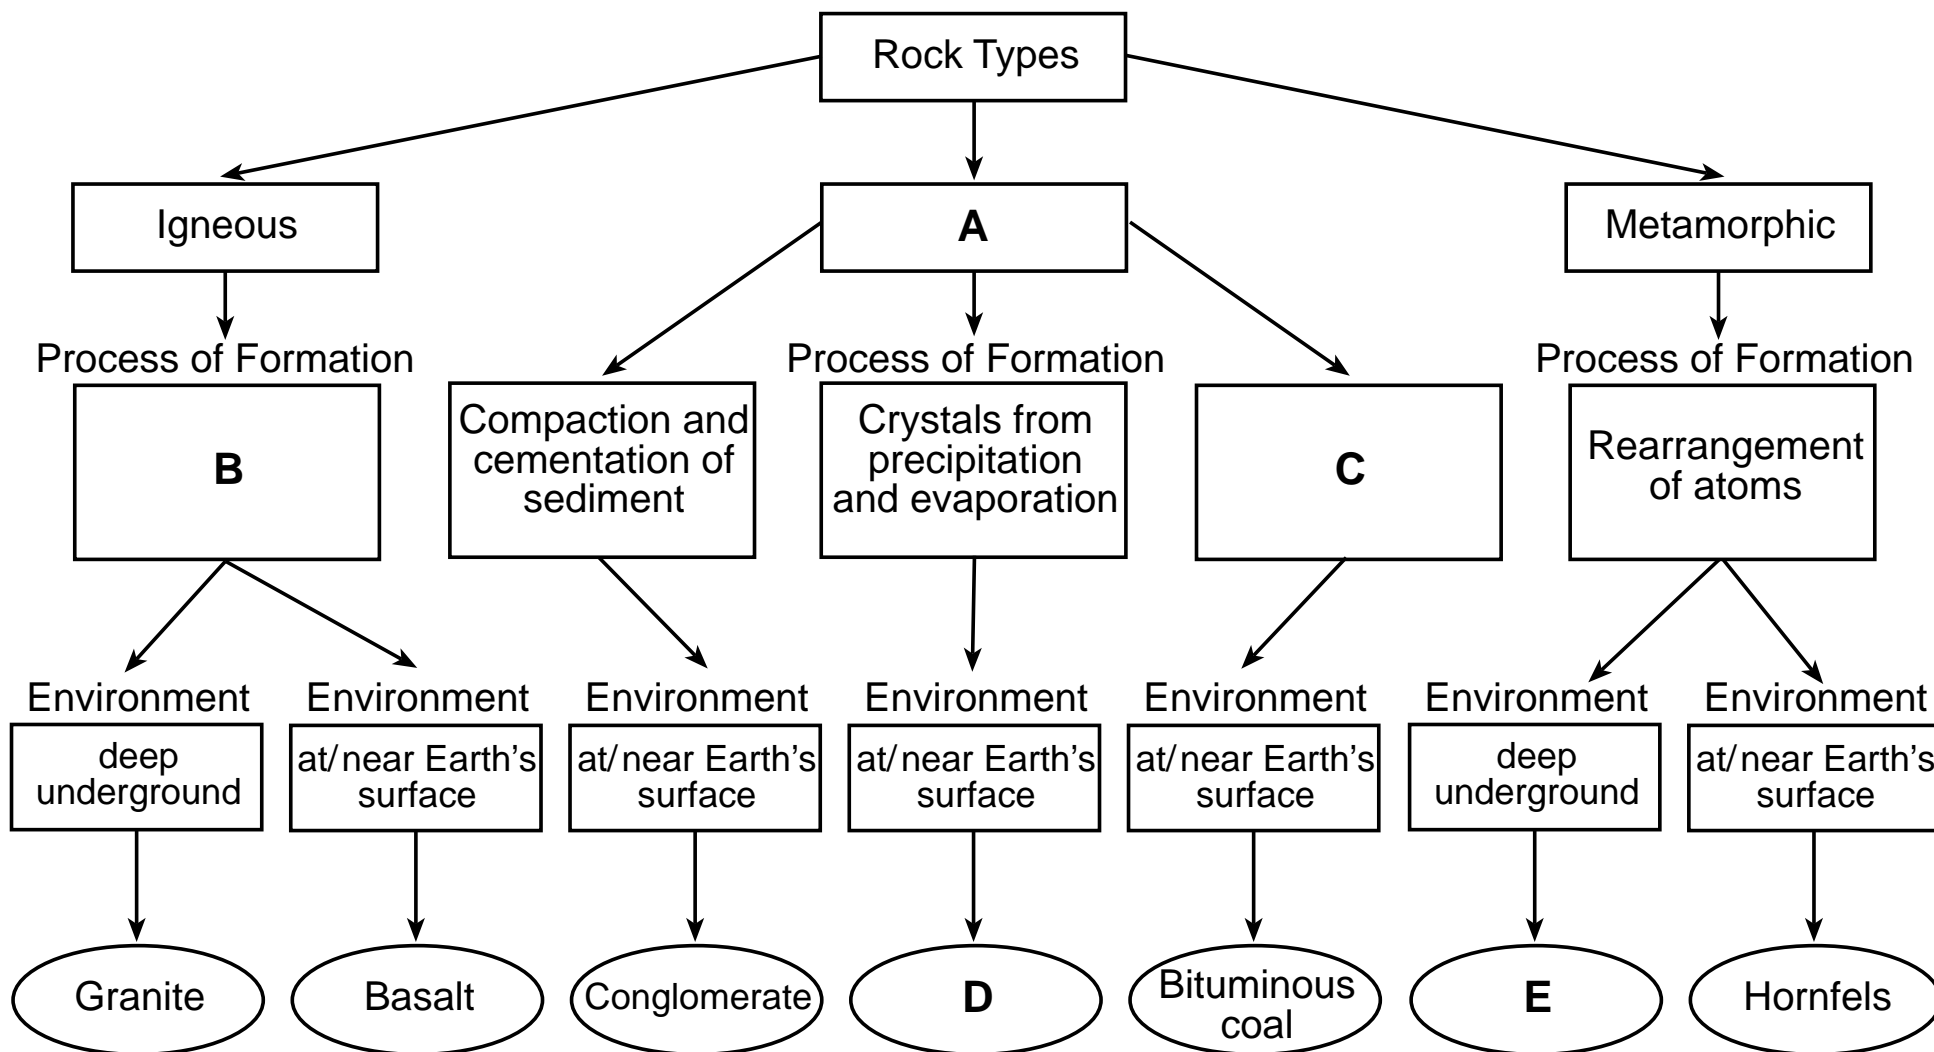 Rock Types
Igneous
A
Metamorphic
Process of Formation
Process of Formation
Process of Formation
B
Compaction and
cementation of
sediment
Crystals from
precipitation
and evaporation
C
Rearrangement
of atoms
Environment
Environment
Environment
Environment
Environment
Environment
Environment
deep
underground
at/near Earth's
surface
at/near Earth's
surface
at/near Earth's
surface
at/near Earth's
surface
deep
underground
at/near Earth's
surface
Granite
Basalt
Conglomerate
D
Bituminous
coal
E
Hornfels